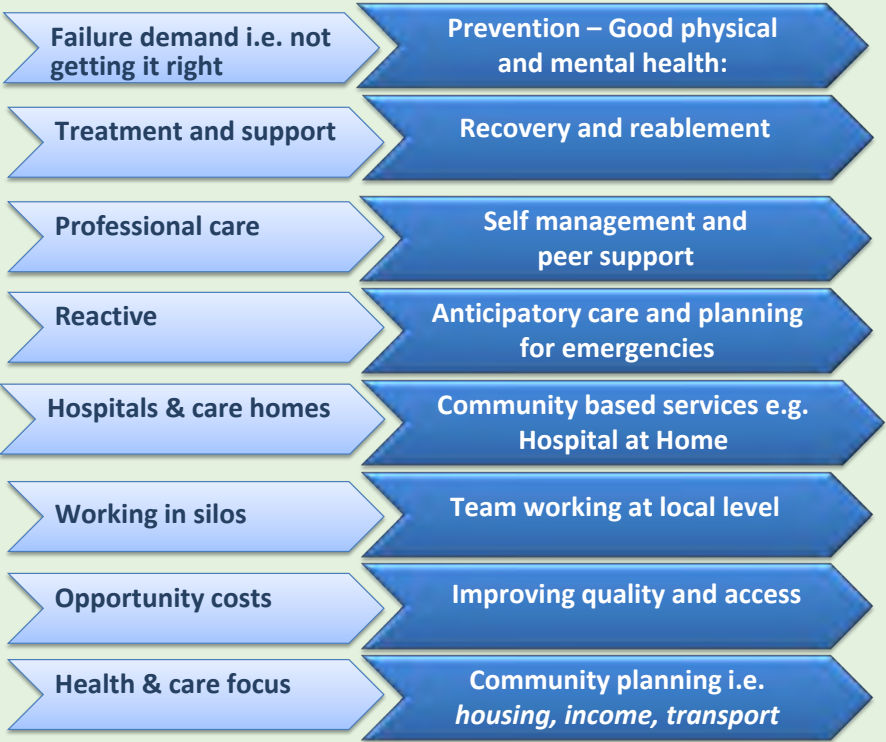 Failure demand i.e. not
getting it right
Prevention – Good physical
and mental health:
Treatment and support
Recovery and reablement
Professional care
Self management and
peer support
Reactive
Anticipatory care and planning
for emergencies
Hospitals & care homes
Community based services e.g.
Hospital at Home
Working in silos
Team working at local level
Opportunity costs
Improving quality and access
Health & care focus
Community planning i.e.
housing, income, transport